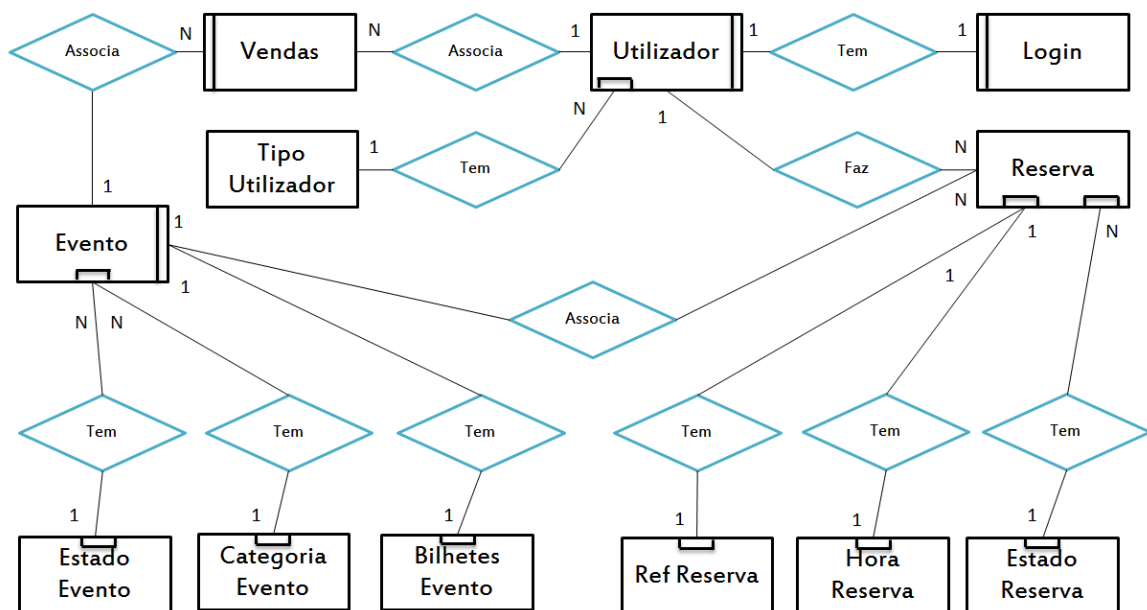 Associa
N
Vendas
N
Associa
1
Utilizador
1
Tem
1
Login
N
1
Tipo
Utilizador
1
Tem
Faz
N
Reserva
N
1
Evento
1
1
1
N
1
N
N
Associa
Tem
Tem
Tem
Tem
Tem
Tem
1
1
1
1
1
1
Estado
Evento
Categoria
Evento
Bilhetes
Evento
Ref Reserva
Hora
Reserva
Estado
Reserva